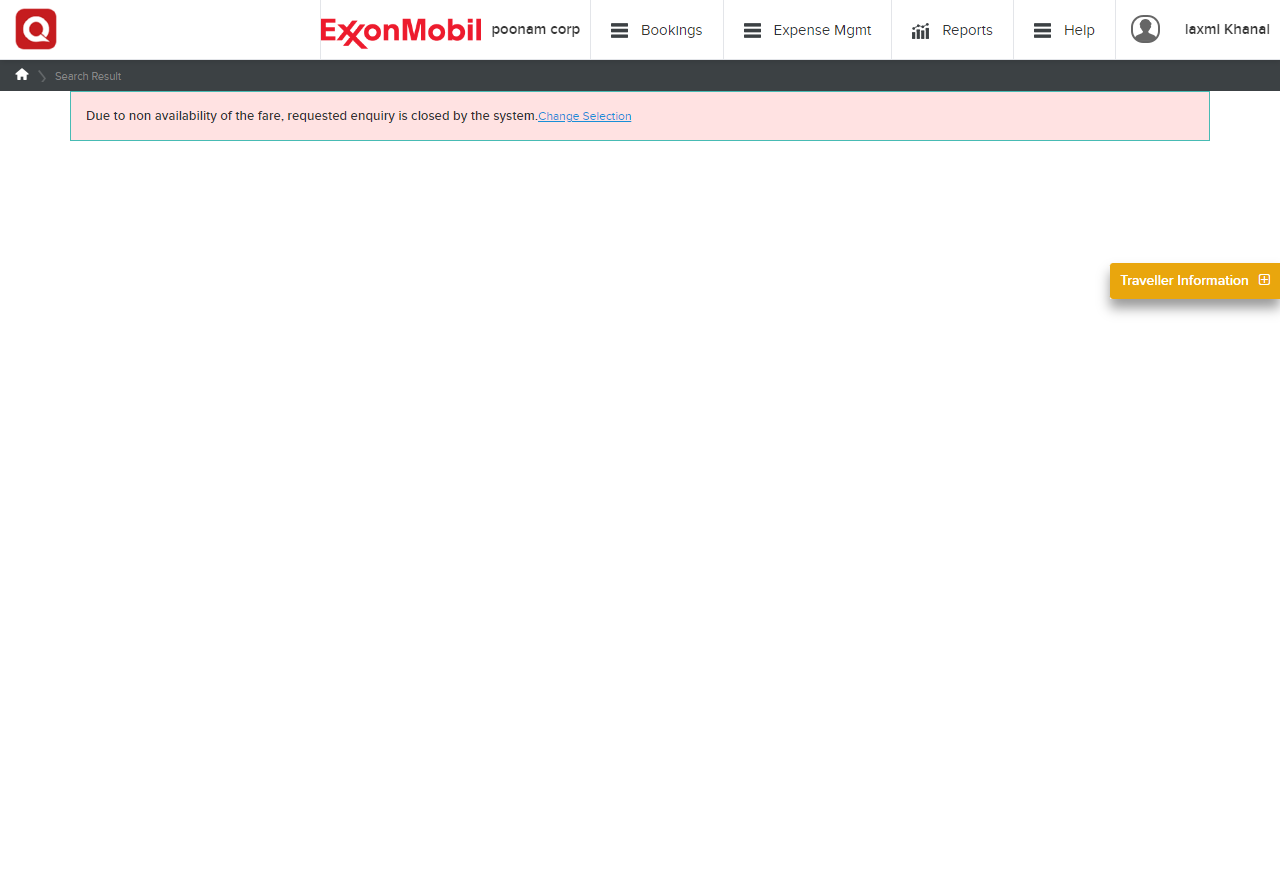 Q
ExxonMobil poonam corp Bookings Expense Mgmt Reports Help laxmI Khanal
Search Result
Due to non availability of the fare, requested enquiry is closed by the system.Change Selection
Traveller Information